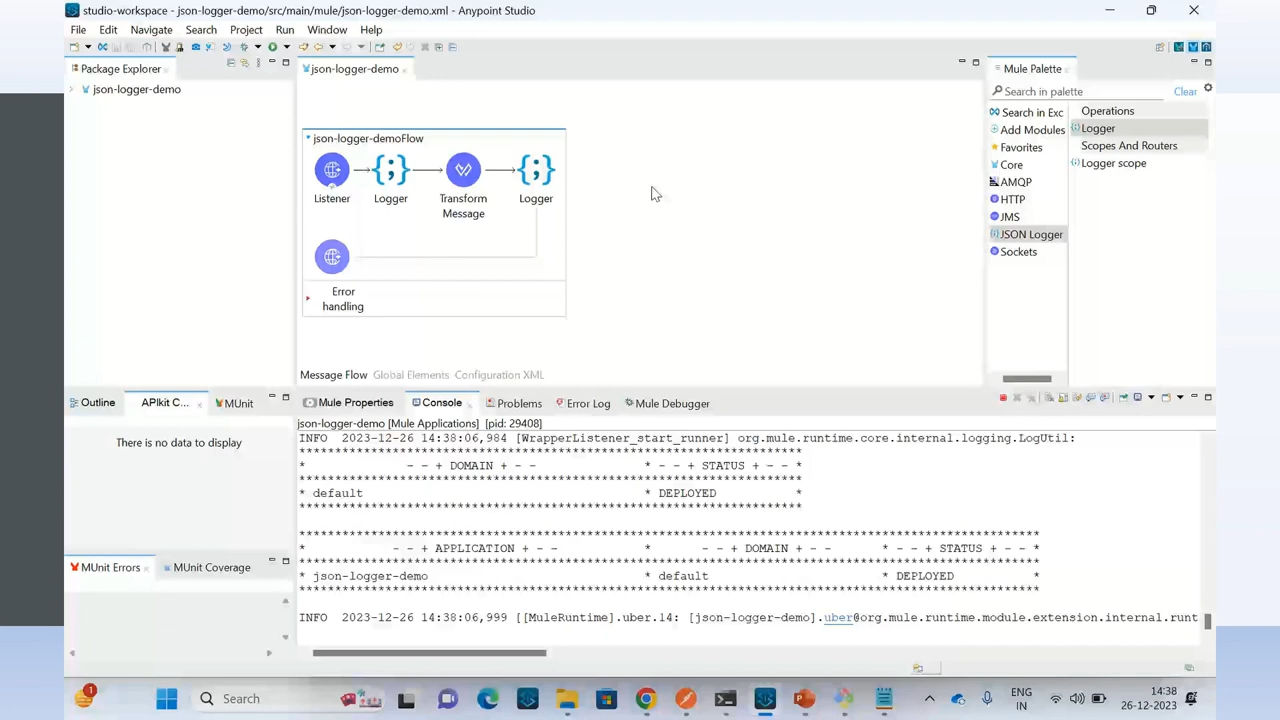 studio-workspace - json-logger-demo/src/main/mule/json-logger-demo.xml - Anypoint Studio
File Edit Navigate Search Project Run Window Help
Package Explorer
json-logger-demo
json-logger-demo
json-logger-demoFlow
Listener
Logger
Transform Message
Logger
Error handling
Message Flow Global Elements Configuration XML
Mule Palette
Search in palette
Clear
Search in Exc
Add Modules
Favorites
Core
AMQP
HTTP
JMS
JSON Logger
Sockets
Operations
Logger
Scopes And Routers
Logger scope
Outline APIkit C... MUnit
There is no data to display
MUnit Errors MUnit Coverage
Mule Properties Console Problems Error Log Mule Debugger
json-logger-demo [Mule Applications] [pid: 29408]
INFO 2023-12-26 14:38:06,984 [WrapperListener_start_runner] org.mule.runtime.core.internal.logging.LogUtil:
*************************************************************************
* - - + DOMAIN + - - * - - + STATUS + - - *
*************************************************************************
* default * DEPLOYED *
*************************************************************************
*******************************************************************************************************
* - - + APPLICATION + - - * - - + DOMAIN + - - * - - + STATUS + - - *
*******************************************************************************************************
* json-logger-demo * default * DEPLOYED *
*******************************************************************************************************
INFO 2023-12-26 14:38:06,999 [[MuleRuntime].uber.14: [json-logger-demo].uber@org.mule.runtime.module.extension.internal.runt
1
Search
ENG
IN
14:38
26-12-2023